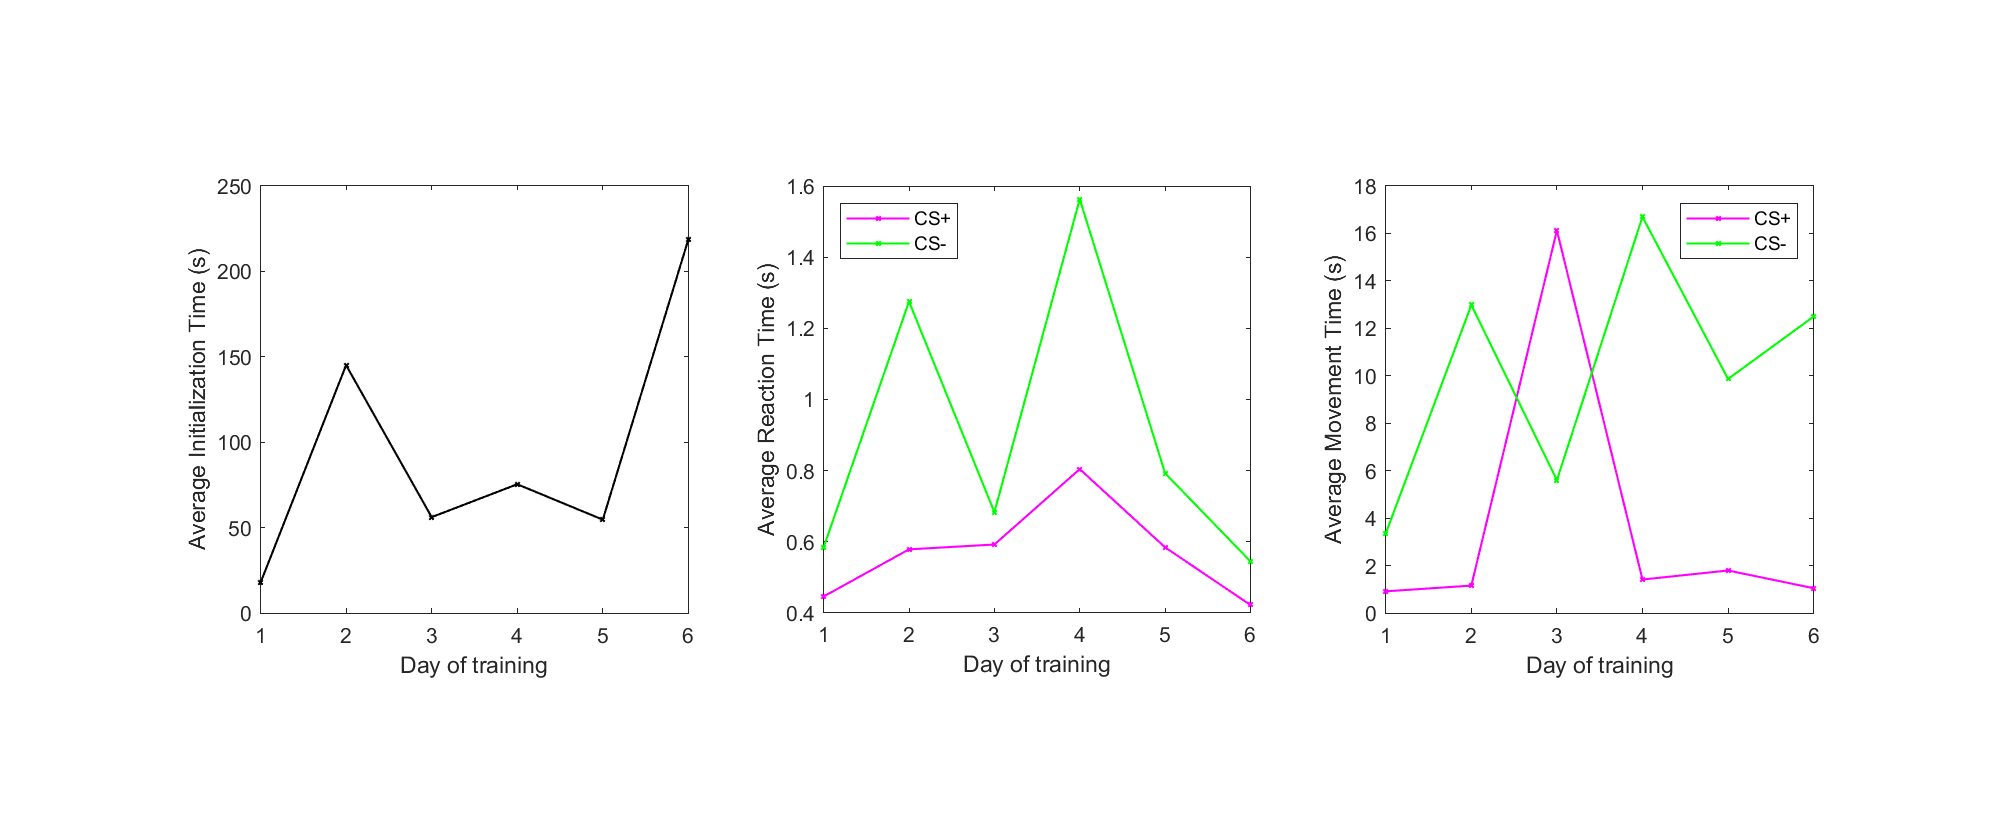 Average Initialization Time (s)
250
200
150
100
50
0
1 2 3 4 5 6
Day of training
Average Reaction Time (s)
1.6
1.4
1.2
1
0.8
0.6
0.4
CS+
CS-
1 2 3 4 5 6
Day of training
Average Movement Time (s)
18
16
14
12
10
8
6
4
2
0
CS+
CS-
1 2 3 4 5 6
Day of training